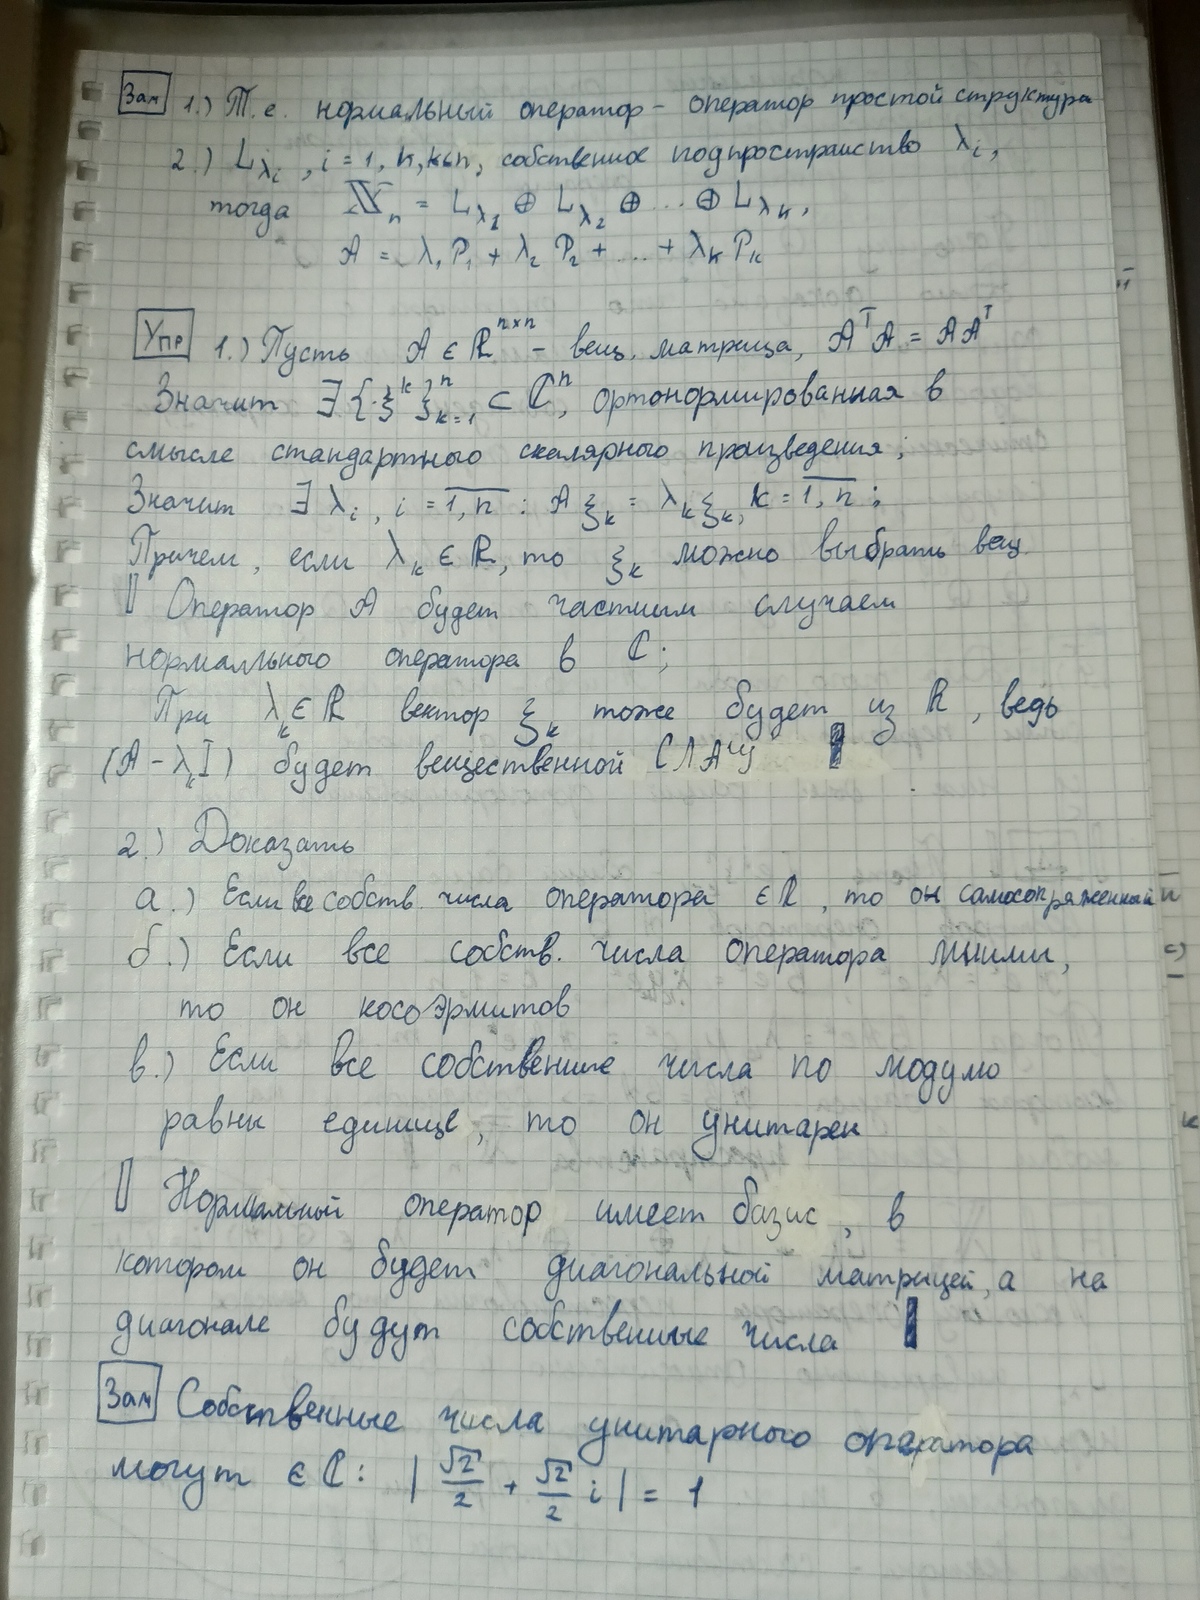 Зам 1.) Т.е. нормальный оператор - оператор простой структура
2.) L_{λ_i}, i = 1, k, k≤n, собственное подпространство λ_i,
тогда X_n = L_{λ_1} ⊕ L_{λ_2} ⊕ ... ⊕ L_{λ_k},
A = λ_1 P_1 + λ_2 P_2 + ... + λ_k P_k
Упр 1.) Пусть A ∈ ℝ^{n×n} - вещ. матрица, A^T A = A A^T
Значит ∃ {ξ^k}_{k=1}^n ⊂ ℂ^n, ортонормированная в
смысле стандартного скалярного произведения;
Значит ∃ λ_i, i = \overline{1, n} : A ξ_k = λ_k ξ_k, k = \overline{1, n};
Причем, если λ_k ∈ ℝ, то ξ_k можно выбрать вещ
▯ Оператор A будет частным случаем
нормального оператора в ℂ;
При λ_k ∈ ℝ вектор ξ_k тоже будет из ℝ, ведь
(A - λ_k I) будет вещественной СЛАУ ▮
2.) Доказать
а.) Если все собств. числа оператора ∈ ℝ, то он самосопряженный
б.) Если все собств. числа оператора мнимы,
то он косоэрмитов
в.) Если все собственные числа по модулю
равны единице, то он унитарен
▯ Нормальный оператор имеет базис, в
котором он будет диагональной матрицей, а на
диагонале будут собственные числа ▮
Зам Собственные числа унитарного оператора
могут ∈ ℂ: |√2/2 + √2/2 i| = 1